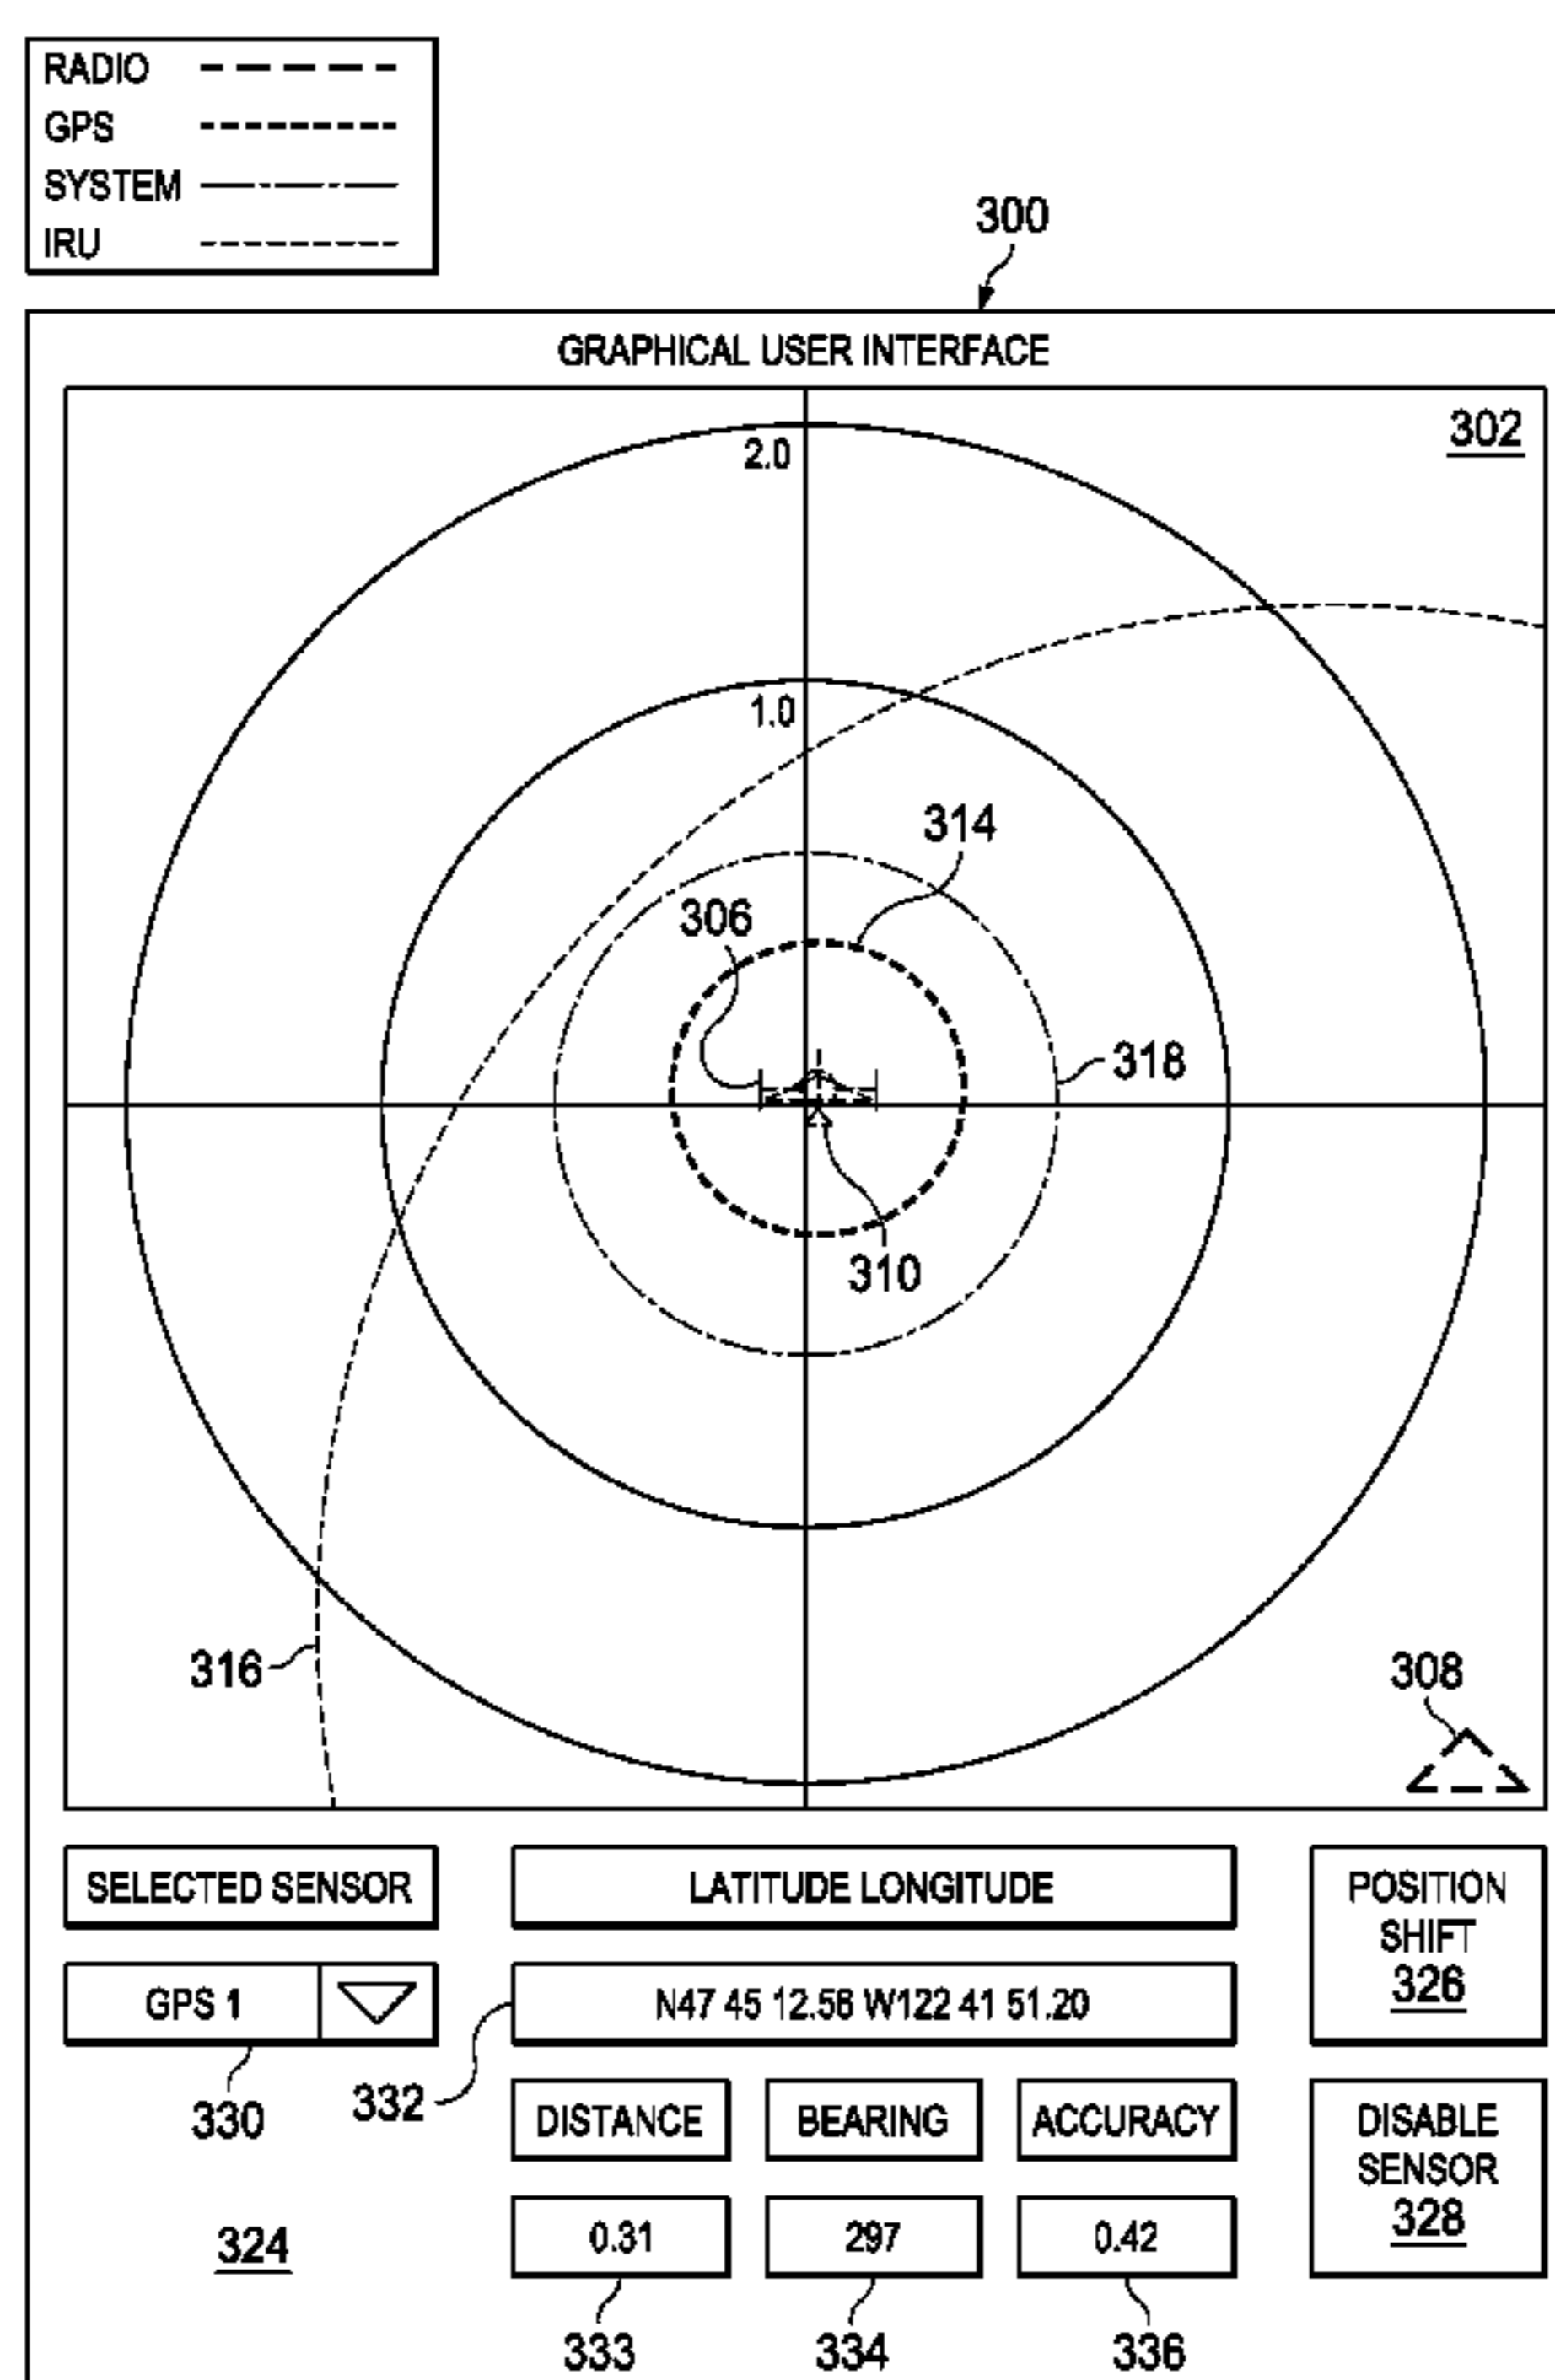 RADIO
GPS
SYSTEM
IRU
300
GRAPHICAL USER INTERFACE
302
2.0
1.0
314
306
318
310
316
308
SELECTED SENSOR
LATITUDE LONGITUDE
POSITION
SHIFT
326
GPS 1
N47 45 12.56 W122 41 51.20
330
332
DISTANCE
BEARING
ACCURACY
DISABLE
SENSOR
328
324
0.31
297
0.42
333
334
336